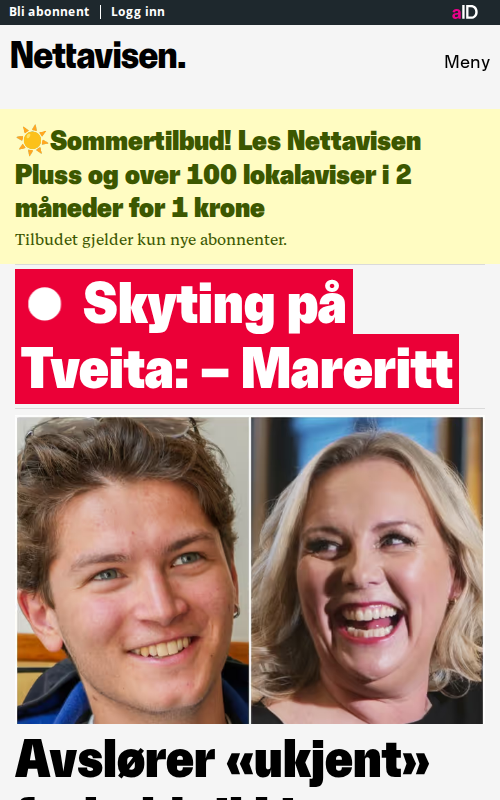 Bli abonnent | Logg inn
aID
Nettavisen.
Meny
☀️Sommertilbud! Les Nettavisen
Pluss og over 100 lokalaviser i 2
måneder for 1 krone
Tilbudet gjelder kun nye abonnenter.
Skyting på
Tveita: – Mareritt
Avslører «ukjent»